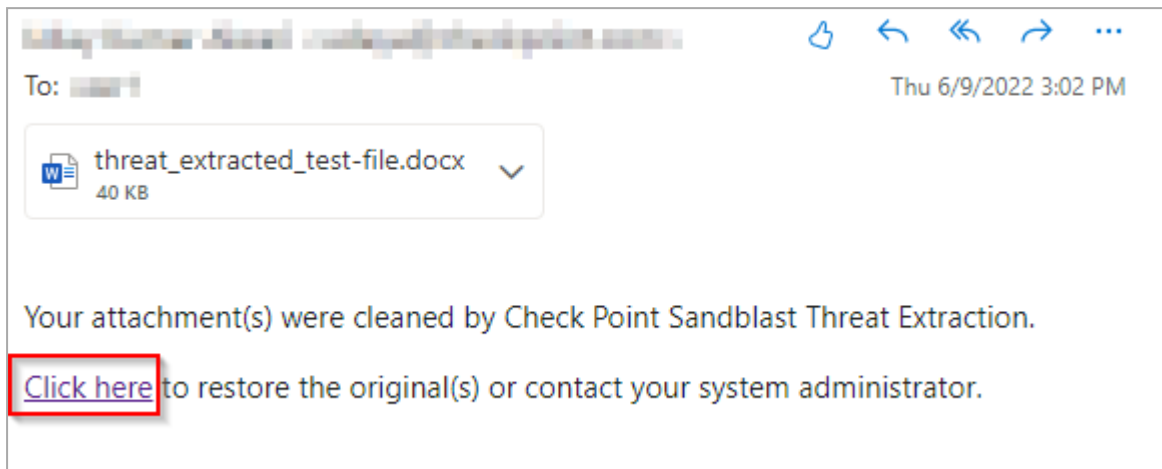 To:
Thu 6/9/2022 3:02 PM
threat_extracted_test-file.docx
40 KB
Your attachment(s) were cleaned by Check Point Sandblast Threat Extraction.
Click here to restore the original(s) or contact your system administrator.